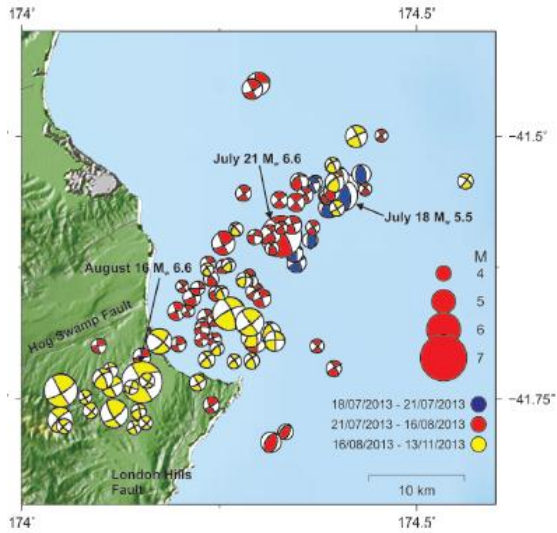 174°
174.5°
-41.5°
July 21 Mw 6.6
July 18 Mw 5.5
M
4
August 16 Mw 6.6
5
6
Hog Swamp Fault
7
-41.75°
18/07/2013 - 21/07/2013
21/07/2013 - 16/08/2013
16/08/2013 - 13/11/2013
London Hills
Fault
10 km
174°
174.5°